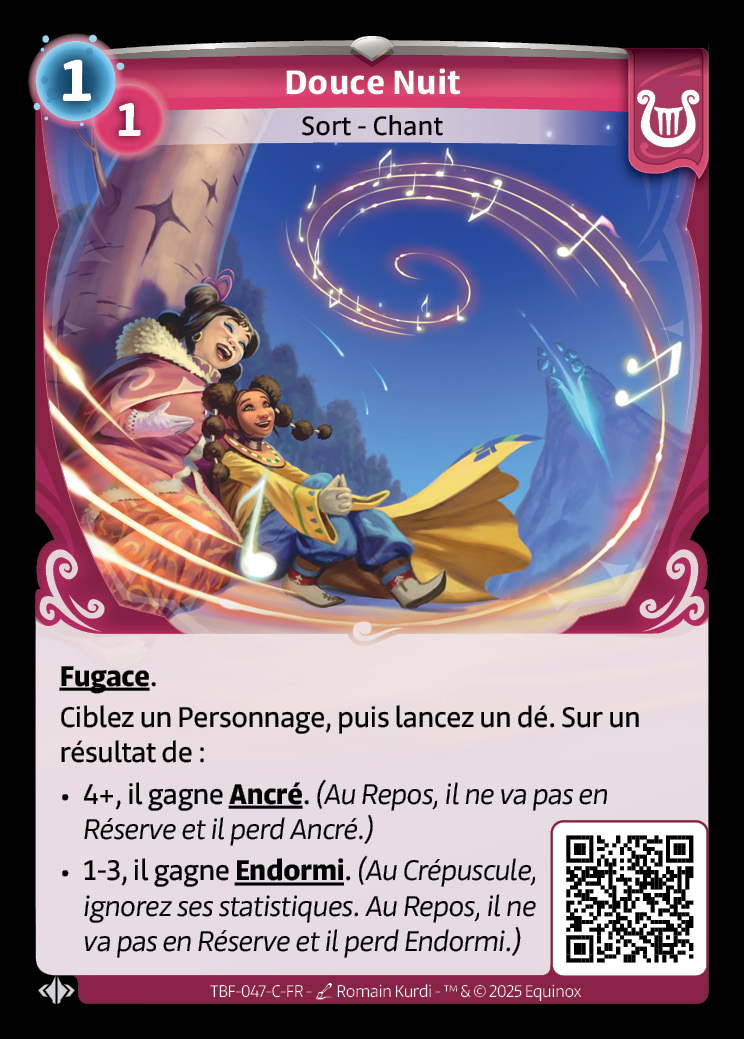 1
Douce Nuit
1
Sort - Chant
Fugace.
Ciblez un Personnage, puis lancez un dé. Sur un
résultat de :
• 4+, il gagne Ancré. (Au Repos, il ne va pas en
Réserve et il perd Ancré.)
• 1-3, il gagne Endormi. (Au Crépuscule,
ignorez ses statistiques. Au Repos, il ne
va pas en Réserve et il perd Endormi.)
TBF-047-C-FR - Romain Kurdi - ™ & © 2025 Equinox